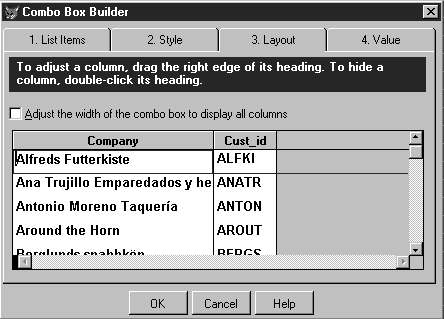 Combo Box Builder
1. List Items 2. Style 3. Layout 4. Value
To adjust a column, drag the right edge of its heading. To hide
a column, double-click its heading.
Adjust the width of the combo box to display all columns
Company Cust_id
Alfreds Futterkiste ALFKI
Ana Trujillo Emparedados y he ANATR
Antonio Moreno Taquería ANTON
Around the Horn AROUT
Berglunds snabbköp BERGS
OK Cancel Help